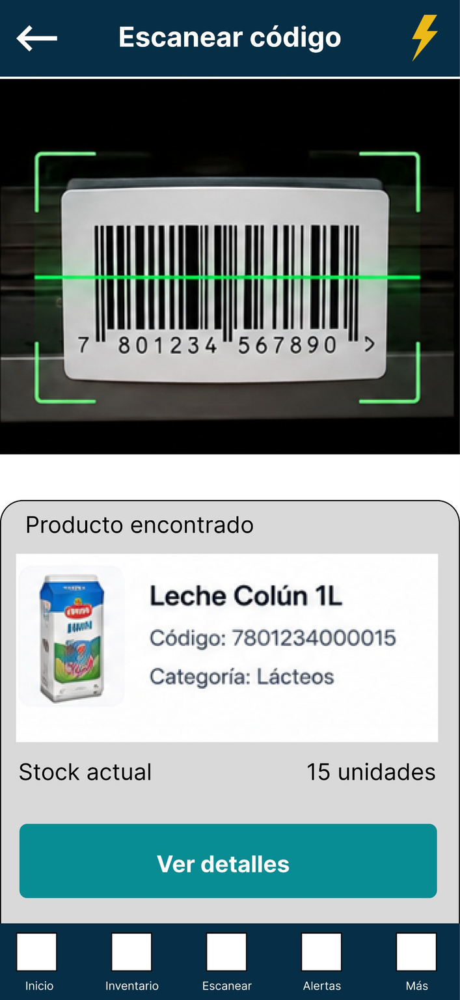 Escanear código
7 801234 567890 >
Producto encontrado
Leche Colún 1L
Código: 7801234000015
Categoría: Lácteos
Stock actual 15 unidades
Ver detalles
Inicio Inventario Escanear Alertas Más